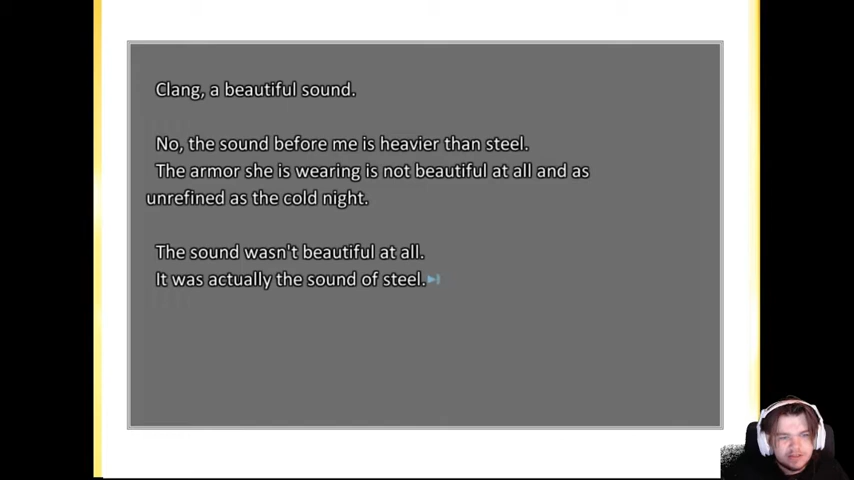 Clang, a beautiful sound.
No, the sound before me is heavier than steel.
The armor she is wearing is not beautiful at all and as
unrefined as the cold night.
The sound wasn't beautiful at all.
It was actually the sound of steel.